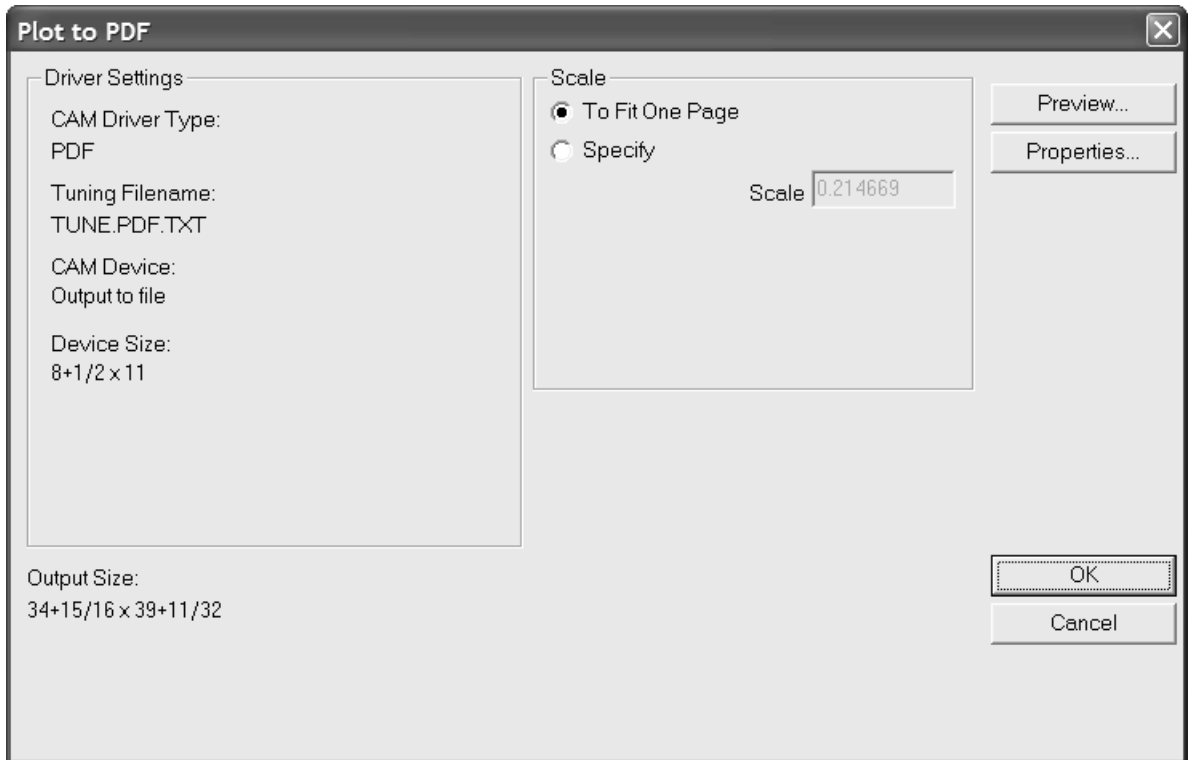 Plot to PDF
Driver Settings
CAM Driver Type:
PDF
Tuning Filename:
TUNE.PDF.TXT
CAM Device:
Output to file
Device Size:
8+1/2 x 11
Scale
To Fit One Page
Specify
Scale 0.214669
Preview...
Properties...
Output Size:
34+15/16 x 39+11/32
OK
Cancel